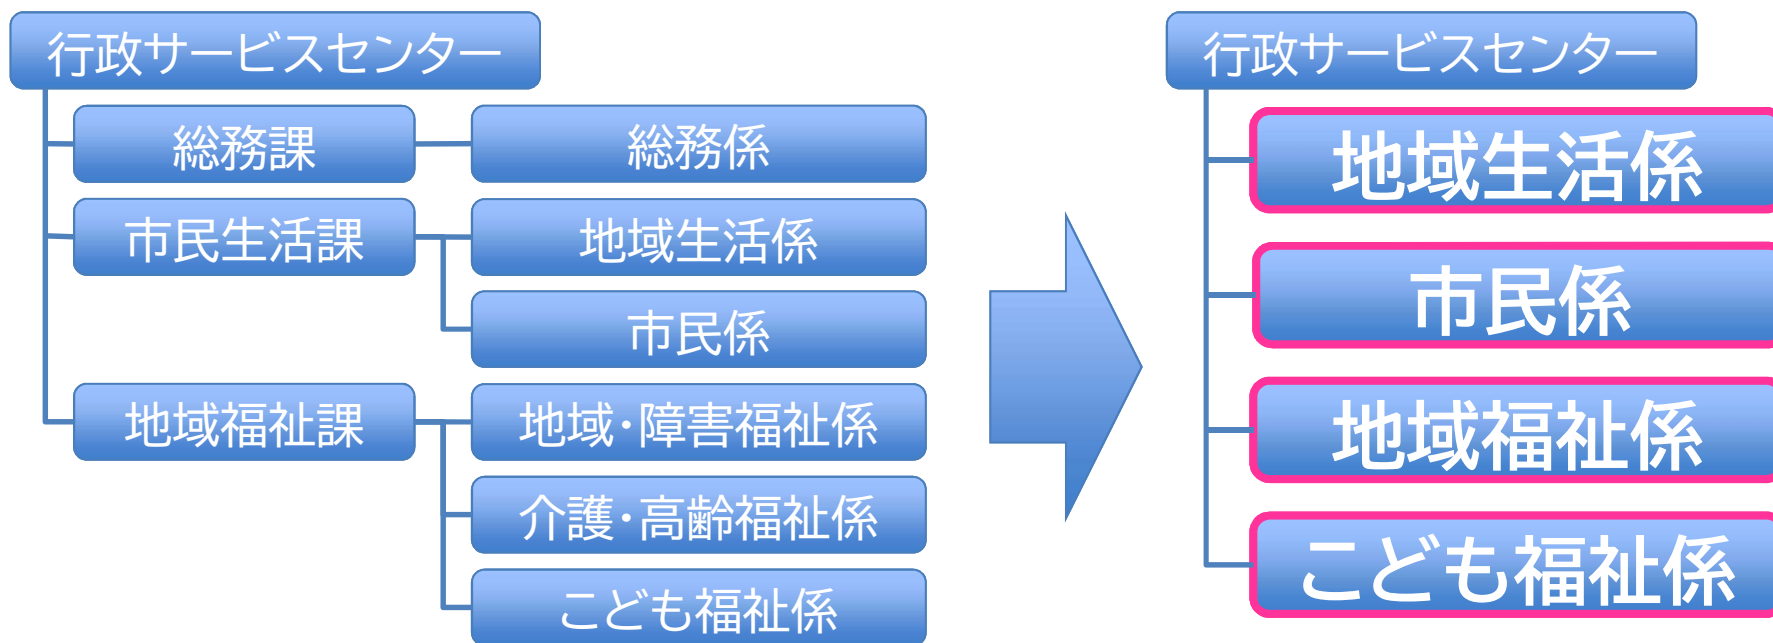 行政サービスセンター
総務課
総務係
市民生活課
地域生活係
市民係
地域福祉課
地域・障害福祉係
介護・高齢福祉係
こども福祉係
行政サービスセンター
地域生活係
市民係
地域福祉係
こども福祉係